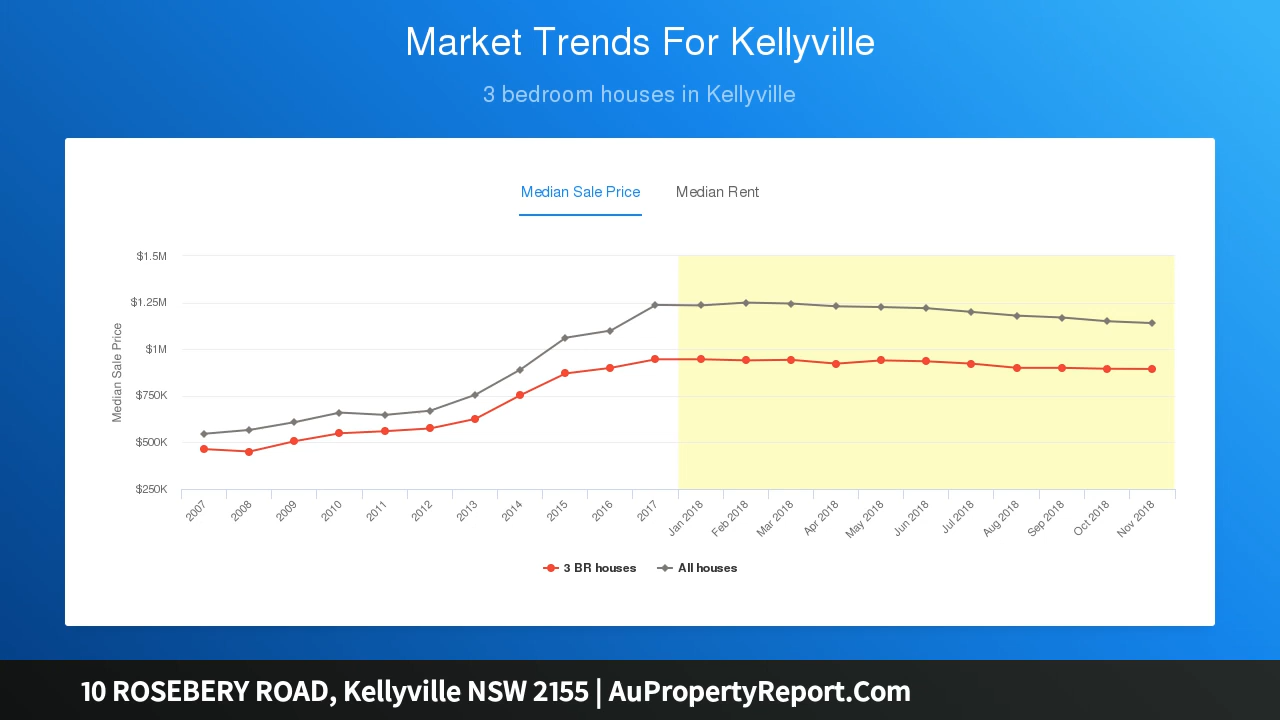 Market Trends For Kellyville
3 bedroom houses in Kellyville
Median Sale Price Median Rent
Median Sale Price
$1.5M
$1.25M
$1M
$750K
$500K
$250K
2007 2008 2009 2010 2011 2012 2013 2014 2015 2016 2017 Jan 2018 Feb 2018 Mar 2018 Apr 2018 May 2018 Jun 2018 Jul 2018 Aug 2018 Sep 2018 Oct 2018 Nov 2018
3 BR houses All houses
10 ROSEBERY ROAD, Kellyville NSW 2155 | AuPropertyReport.Com